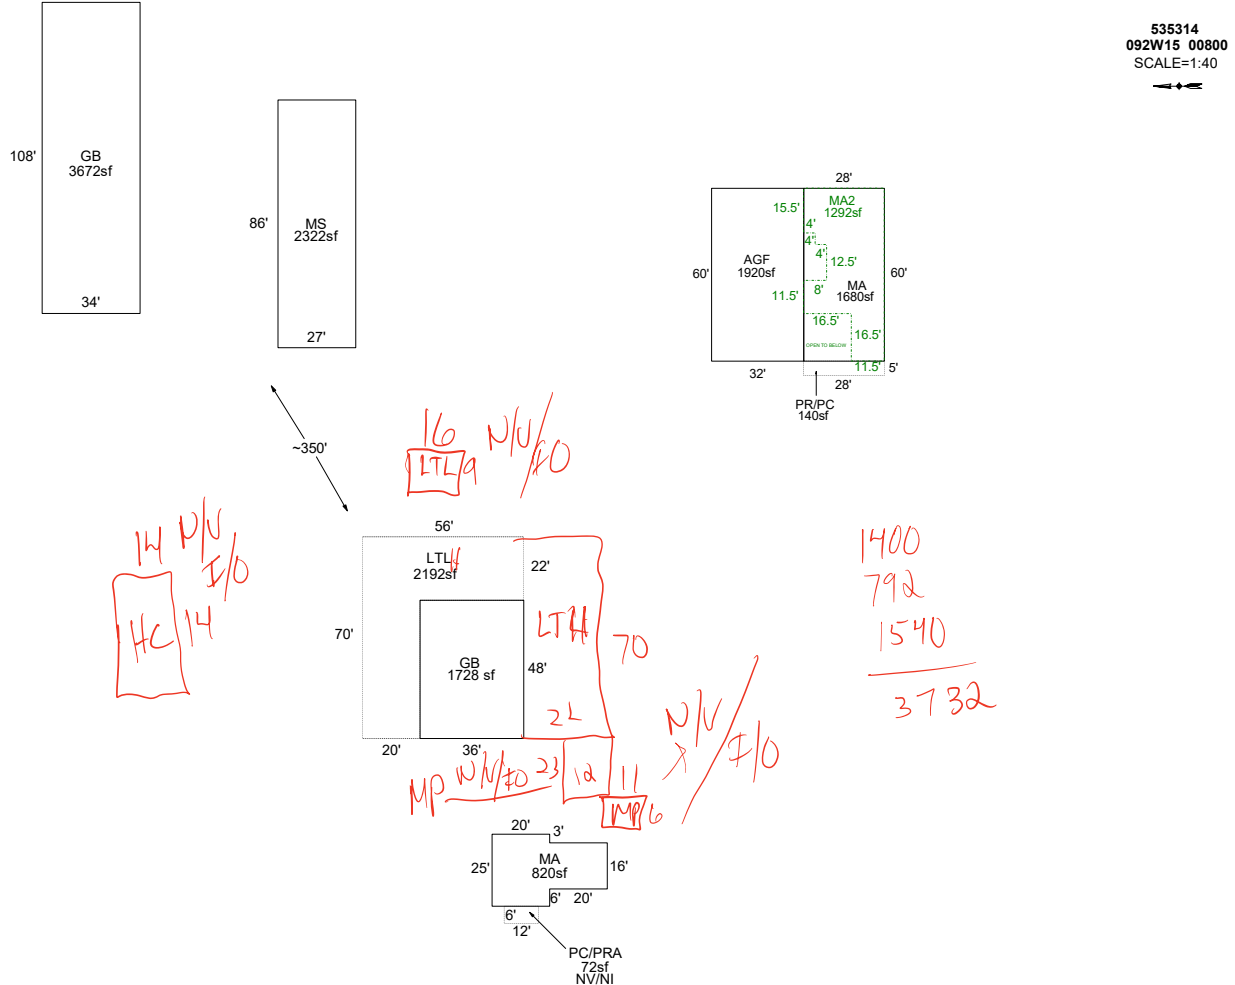 535314
092W15 00800
SCALE=1:40
108'
GB
3672sf
34'
86'
MS
2322sf
27'
28'
15.5'
MA2
1292sf
4'
4'
4'
12.5'
60'
AGF
1920sf
60'
11.5'
8'
MA
1680sf
16.5'
16.5'
OPEN TO BELOW
11.5'
5'
32'
28'
PR/PC
140sf
~350'
16
N/V/IO
LTL 9
14
N/V
I/O
HC 14
56'
LTL H
2192sf
22'
70'
LTH
70
GB
1728 sf
48'
22
20'
36'
MP N/V/IO 23 12
11
MP 6
N/V
I/O
1400
792
1540
3732
20'
3'
25'
MA
820sf
16'
6'
20'
6'
12'
PC/PRA
72sf
NV/NI